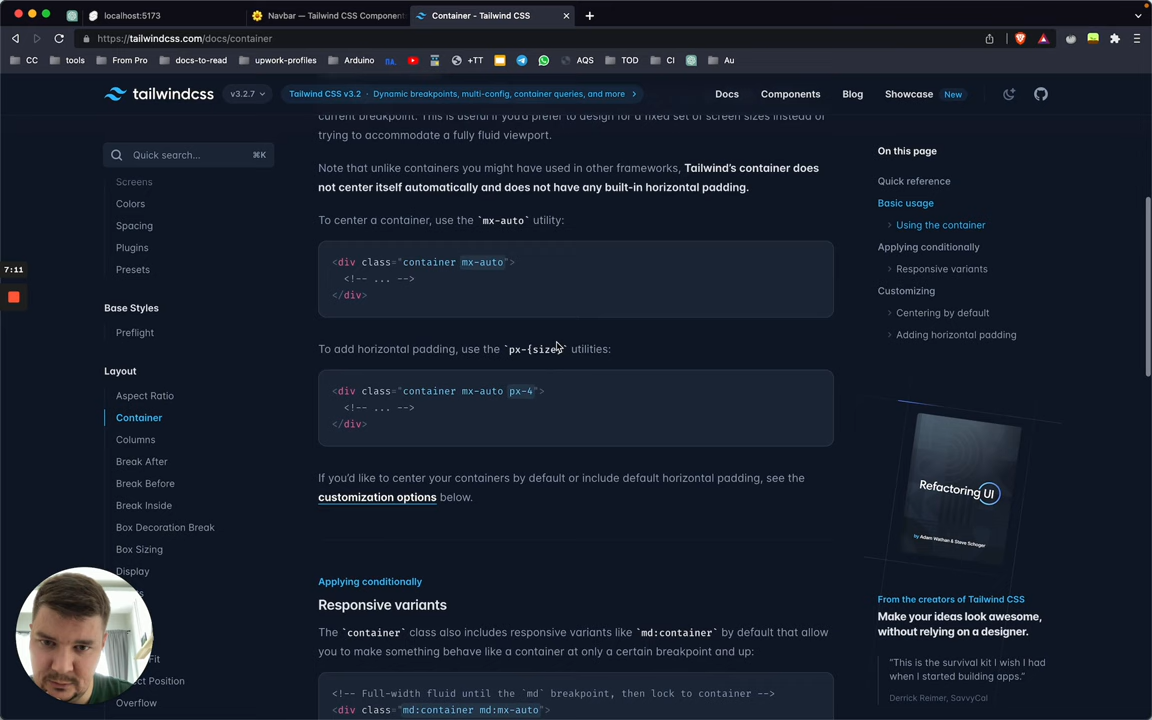 localhost:5173
Navbar — Tailwind CSS Component
Container - Tailwind CSS
https://tailwindcss.com/docs/container
CC
tools
From Pro
docs-to-read
upwork-profiles
Arduino
+TT
AQS
TOD
CI
Au
tailwindcss
v3.2.7
Tailwind CSS v3.2 · Dynamic breakpoints, multi-config, container queries, and more
Docs
Components
Blog
Showcase
New
Quick search...
⌘K
Screens
Colors
Spacing
Plugins
Presets
Base Styles
Preflight
Layout
Aspect Ratio
Container
Columns
Break After
Break Before
Break Inside
Box Decoration Break
Box Sizing
Display
Overflow
7:11
current breakpoint. This is useful if you'd prefer to design for a fixed set of screen sizes instead of
trying to accommodate a fully fluid viewport.
Note that unlike containers you might have used in other frameworks, Tailwind's container does
not center itself automatically and does not have any built-in horizontal padding.
To center a container, use the `mx-auto` utility:
<div class="container mx-auto">
<!-- ... -->
</div>
To add horizontal padding, use the `px-{size}` utilities:
<div class="container mx-auto px-4">
<!-- ... -->
</div>
If you'd like to center your containers by default or include default horizontal padding, see the
customization options below.
Applying conditionally
Responsive variants
The `container` class also includes responsive variants like `md:container` by default that allow
you to make something behave like a container at only a certain breakpoint and up:
<!-- Full-width fluid until the `md` breakpoint, then lock to container -->
<div class="md:container md:mx-auto">
On this page
Quick reference
Basic usage
Using the container
Applying conditionally
Responsive variants
Customizing
Centering by default
Adding horizontal padding
Refactoring UI
by Adam Wathan & Steve Schoger
From the creators of Tailwind CSS
Make your ideas look awesome,
without relying on a designer.
"This is the survival kit I wish I had
when I started building apps."
Derrick Reimer, SavvyCal